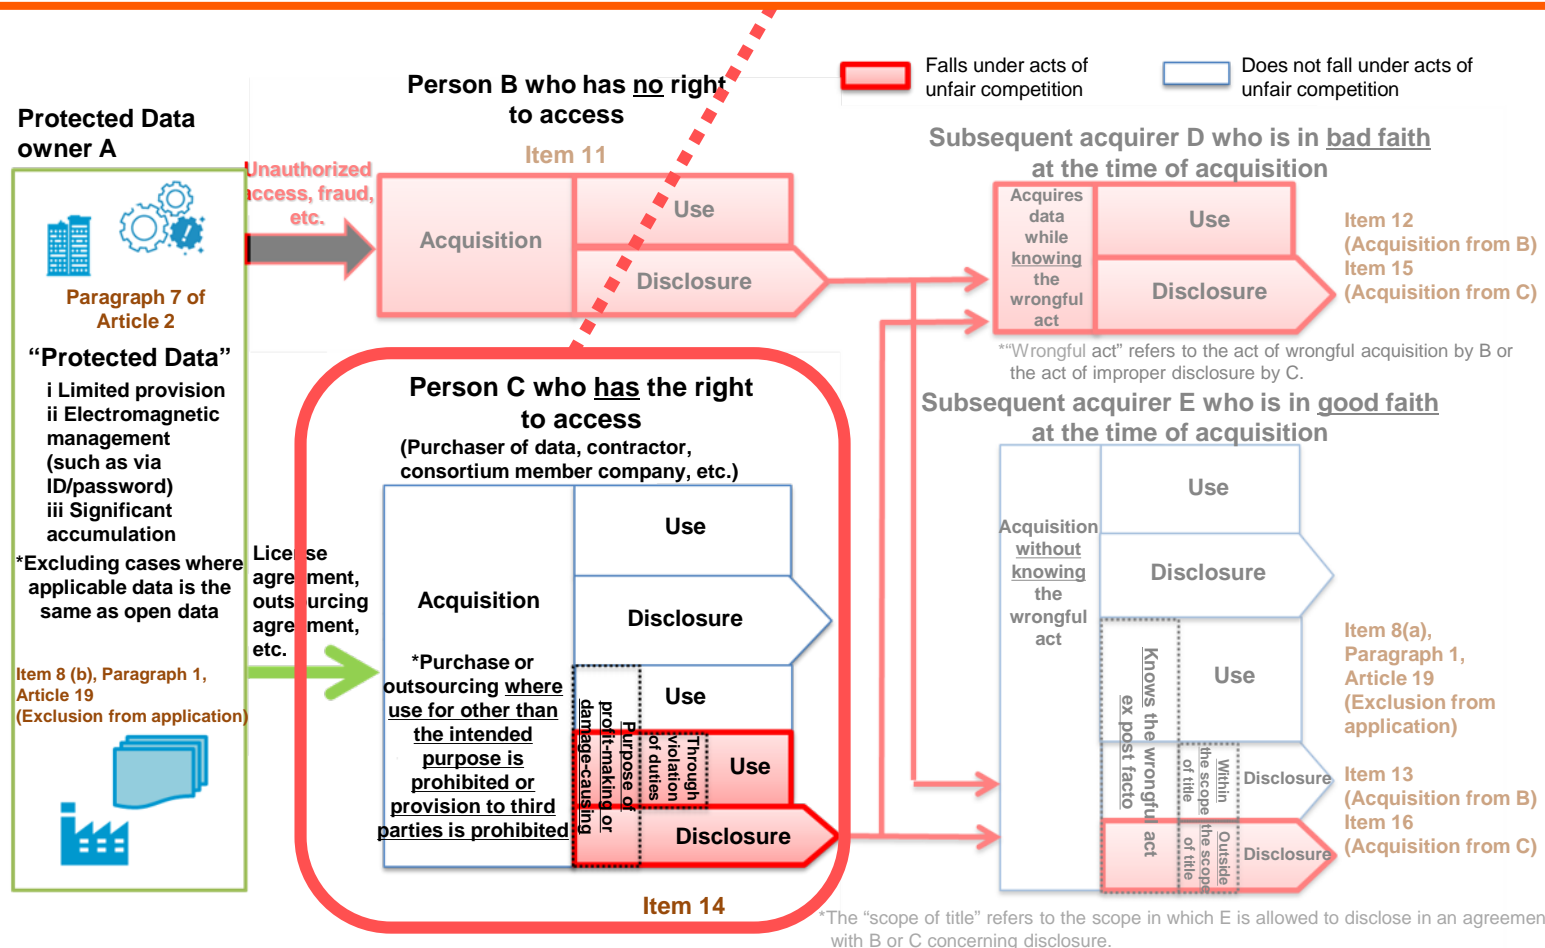 Falls under acts of
unfair competition
Does not fall under acts of
unfair competition
Protected Data
owner A
Paragraph 7 of
Article 2
“Protected Data”
i Limited provision
ii Electromagnetic
management
(such as via
ID/password)
iii Significant
accumulation
*Excluding cases where
applicable data is the
same as open data
Item 8 (b), Paragraph 1,
Article 19
(Exclusion from application)
Unauthorized
access, fraud,
etc.
License
agreement,
outsourcing
agreement,
etc.
Person B who has no right
to access
Item 11
Acquisition
Use
Disclosure
Person C who has the right
to access
(Purchaser of data, contractor,
consortium member company, etc.)
Acquisition
*Purchase or
outsourcing where
use for other than
the intended
purpose is
prohibited or
provision to third
parties is prohibited
Use
Disclosure
Use
Purpose of
profit-making or
damage-causing
Through
violation
of duties
Use
Disclosure
Item 14
Subsequent acquirer D who is in bad faith
at the time of acquisition
Acquires
data
while
knowing
the
wrongful
act
Use
Disclosure
Item 12
(Acquisition from B)
Item 15
(Acquisition from C)
*“Wrongful act” refers to the act of wrongful acquisition by B or
the act of improper disclosure by C.
Subsequent acquirer E who is in good faith
at the time of acquisition
Acquisition
without
knowing
the
wrongful
act
Use
Disclosure
Knows the wrongful act
ex post facto
Use
Within
the scope
of title
Disclosure
Outside
the scope
of title
Disclosure
Item 8(a),
Paragraph 1,
Article 19
(Exclusion from
application)
Item 13
(Acquisition from B)
Item 16
(Acquisition from C)
*The “scope of title” refers to the scope in which E is allowed to disclose in an agreemen
with B or C concerning disclosure.